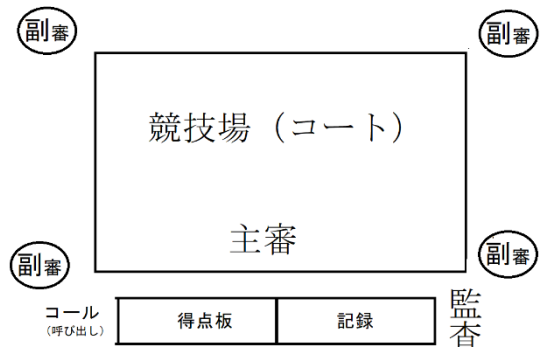 副審
副審
競技場（コート）
主審
副審
副審
コール
（呼び出し）
得点板
記録
監査